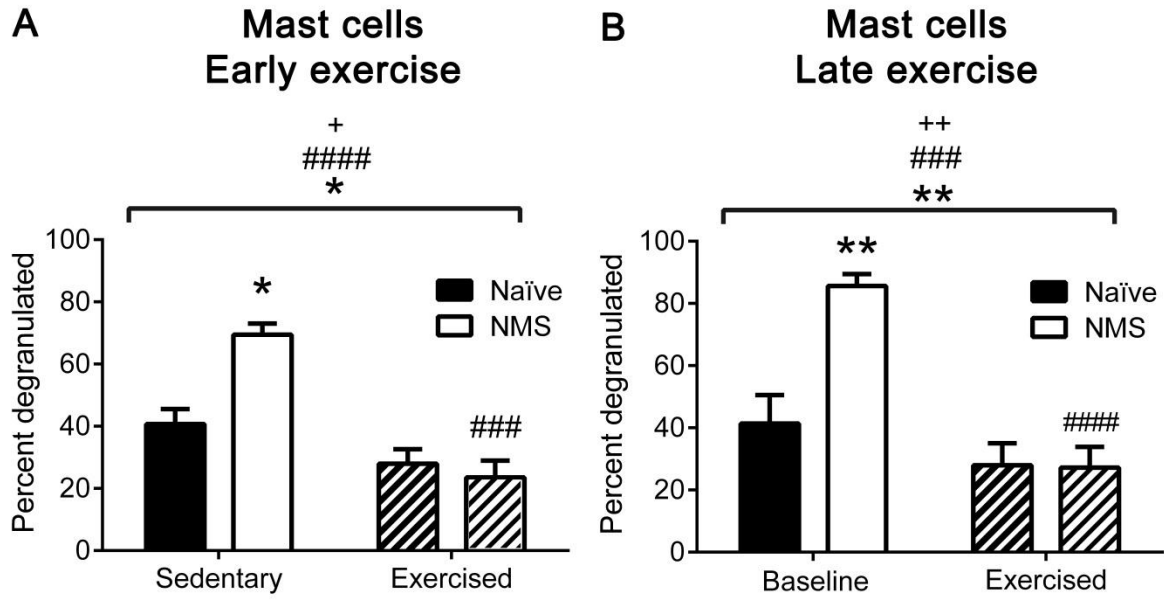 A
Mast cells
Early exercise
+
####
*
Percent degranulated
100
80
60
40
20
0
*
###
Naïve
NMS
Sedentary
Exercised
B
Mast cells
Late exercise
++
###
**
Percent degranulated
100
80
60
40
20
0
**
####
Naïve
NMS
Baseline
Exercised